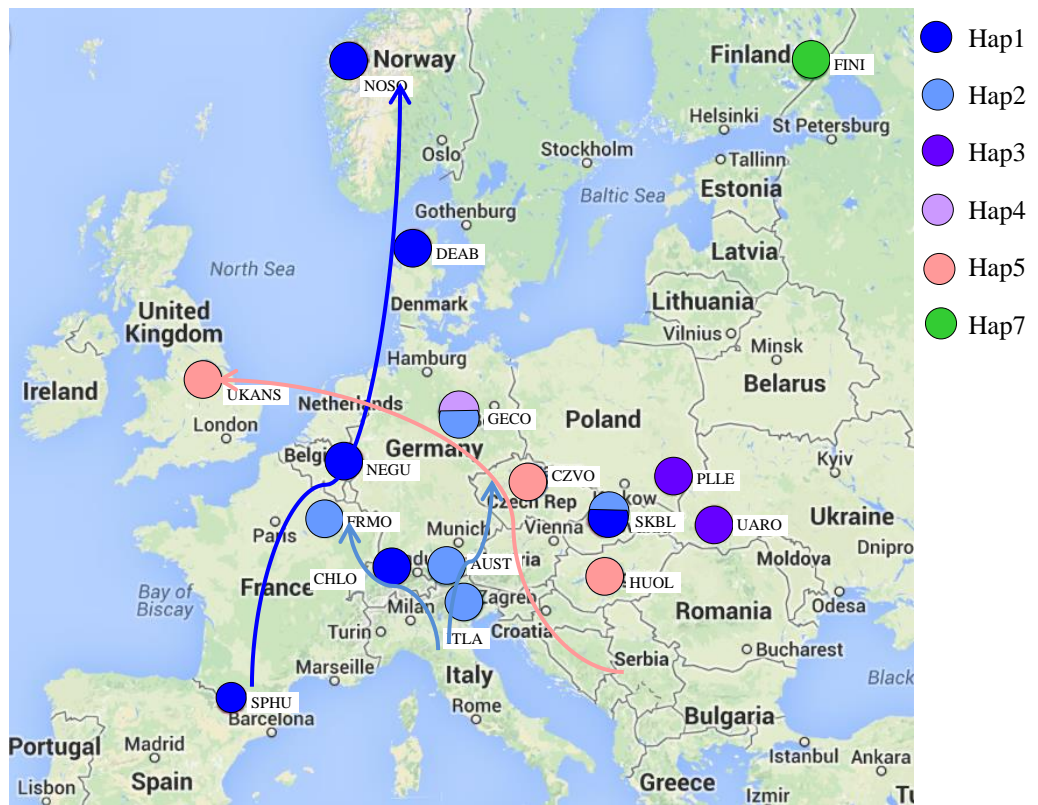 Norway
NOSO
Finland
FINI
Hap1
Hap2
Hap3
Hap4
Hap5
Hap7
Helsinki
St Petersburg
Oslo
Stockholm
Tallinn
Estonia
Baltic Sea
Gothenburg
DEAB
Latvia
North Sea
Denmark
Lithuania
Vilnius
United
Kingdom
Minsk
Hamburg
Belarus
Ireland
UKANS
Netherlands
GECO
Poland
London
Germany
Belgi
NEGU
CZVO
PLLE
Kyiv
Czech Rep
FRMO
SKBL
UARO
Ukraine
Paris
Munich
Vienna
Moldova
Dnipro
CHLO
AUST
HUOL
Bay of
Biscay
France
Milan
Zagreb
Romania
Odesa
Turin
TLA
Croatia
Bucharest
Marseille
Italy
Serbia
Black
SPHU
Rome
Barcelona
Bulgaria
Portugal
Madrid
Istanbul
Ankara
Lisbon
Spain
Greece
Izmir